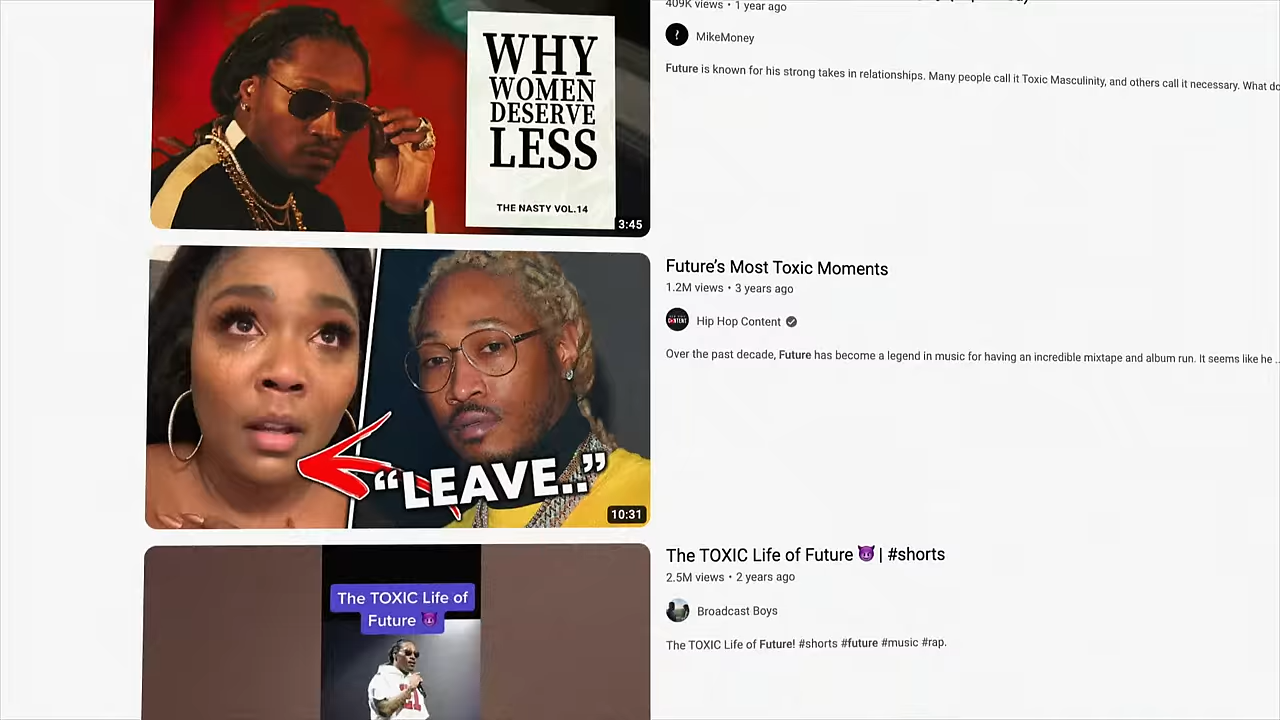 409K views • 1 year ago
MikeMoney
Future is known for his strong takes in relationships. Many people call it Toxic Masculinity, and others call it necessary. What do
WHY
WOMEN
DESERVE
LESS
THE NASTY VOL.14
3:45
Future's Most Toxic Moments
1.2M views • 3 years ago
Hip Hop Content
Over the past decade, Future has become a legend in music for having an incredible mixtape and album run. It seems like he ...
"LEAVE.."
10:31
The TOXIC Life of Future 😈 | #shorts
2.5M views • 2 years ago
Broadcast Boys
The TOXIC Life of Future! #shorts #future #music #rap.
The TOXIC Life of
Future 😈